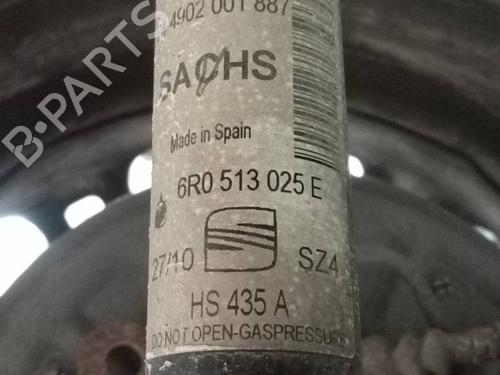 4902 001 887
SACHS
B-PARTS
Made in Spain
6R0 513 025 E
27/10
SZ4
HS 435 A
DO NOT OPEN-GASPRESSURE